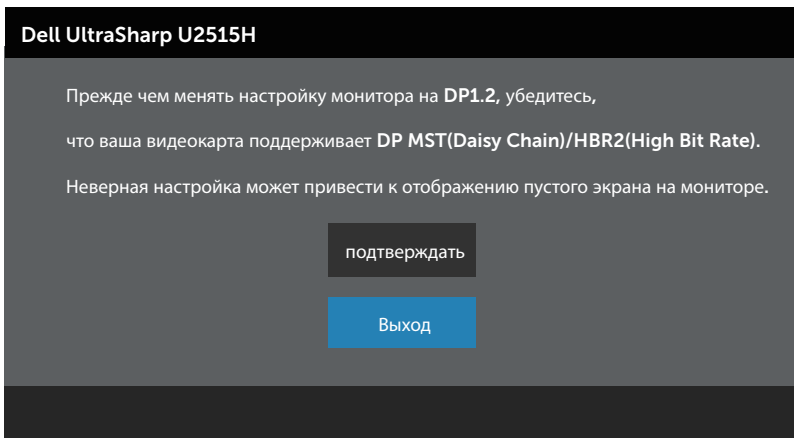 Dell UltraSharp U2515H
Прежде чем менять настройку монитора на DP1.2, убедитесь,
что ваша видеокарта поддерживает DP MST(Daisy Chain)/HBR2(High Bit Rate).
Неверная настройка может привести к отображению пустого экрана на мониторе.
подтверждать
Выход